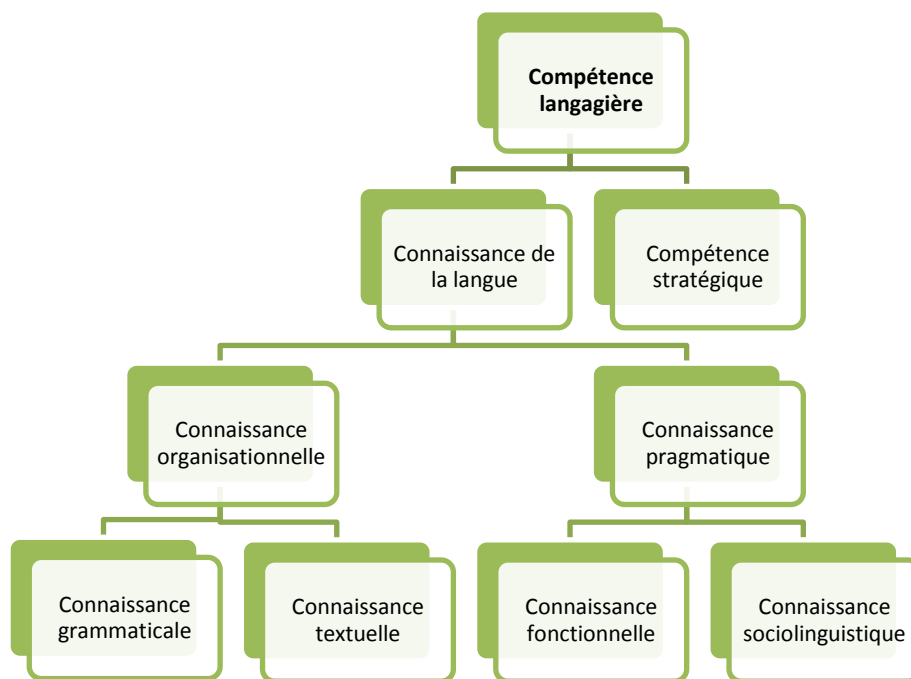 Compétence
langagière
Connaissance de
la langue
Compétence
stratégique
Connaissance
organisationnelle
Connaissance
pragmatique
Connaissance
grammaticale
Connaissance
textuelle
Connaissance
fonctionnelle
Connaissance
sociolinguistique